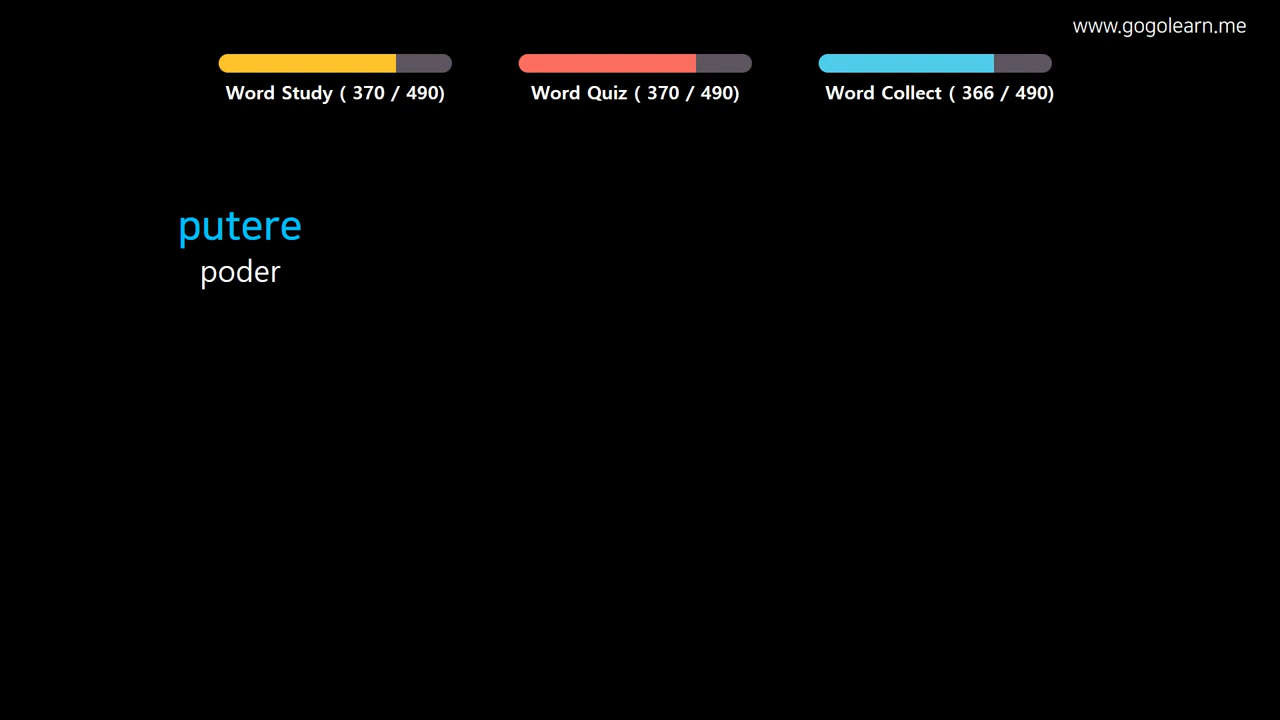 www.gogolearn.me
Word Study ( 370 / 490)
Word Quiz ( 370 / 490)
Word Collect ( 366 / 490)
putere
poder